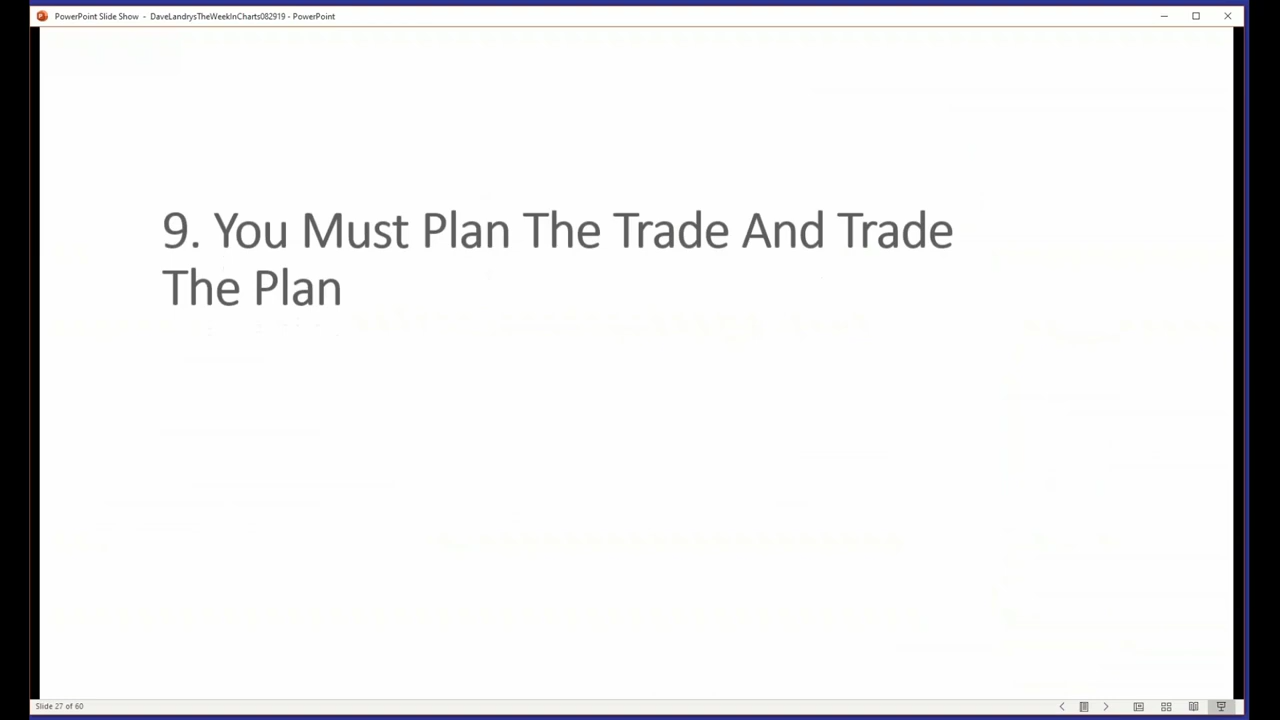 PowerPoint Slide Show - DaveLandrysTheWeekInCharts082919 - PowerPoint
9. You Must Plan The Trade And Trade
The Plan
Slide 27 of 60